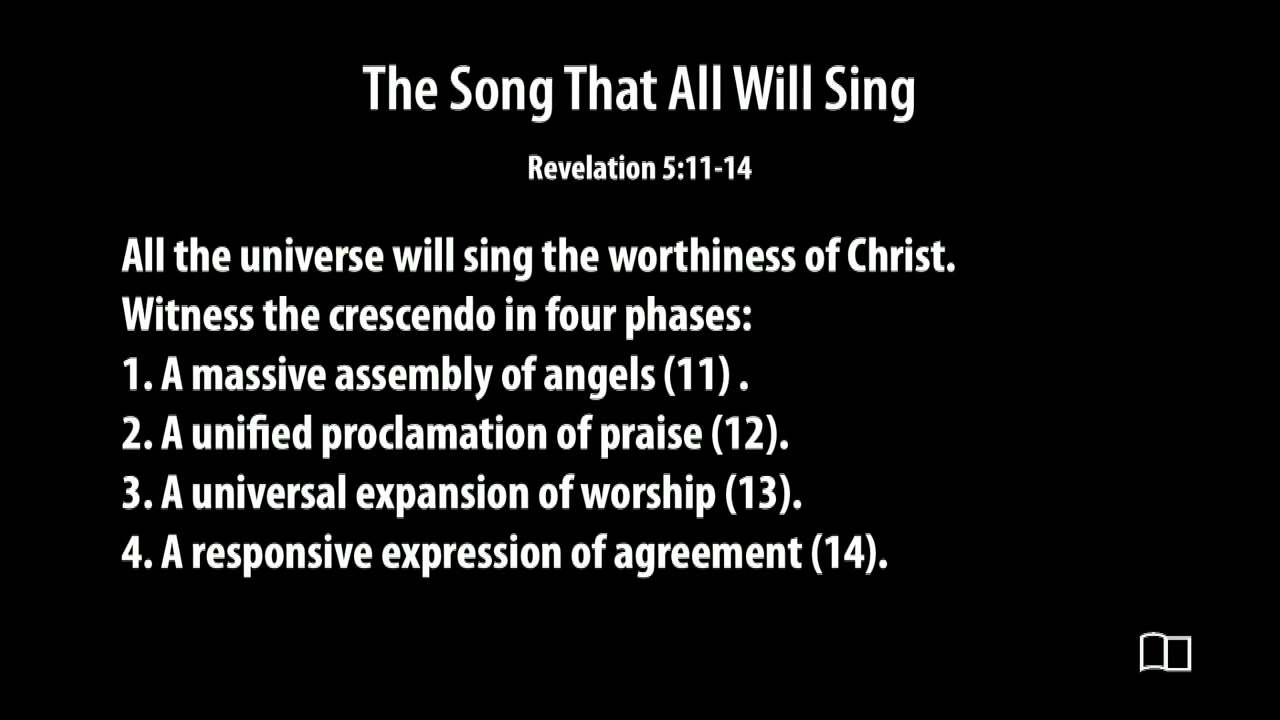 The Song That All Will Sing
Revelation 5:11-14
All the universe will sing the worthiness of Christ.
Witness the crescendo in four phases:
1. A massive assembly of angels (11) .
2. A unified proclamation of praise (12).
3. A universal expansion of worship (13).
4. A responsive expression of agreement (14).